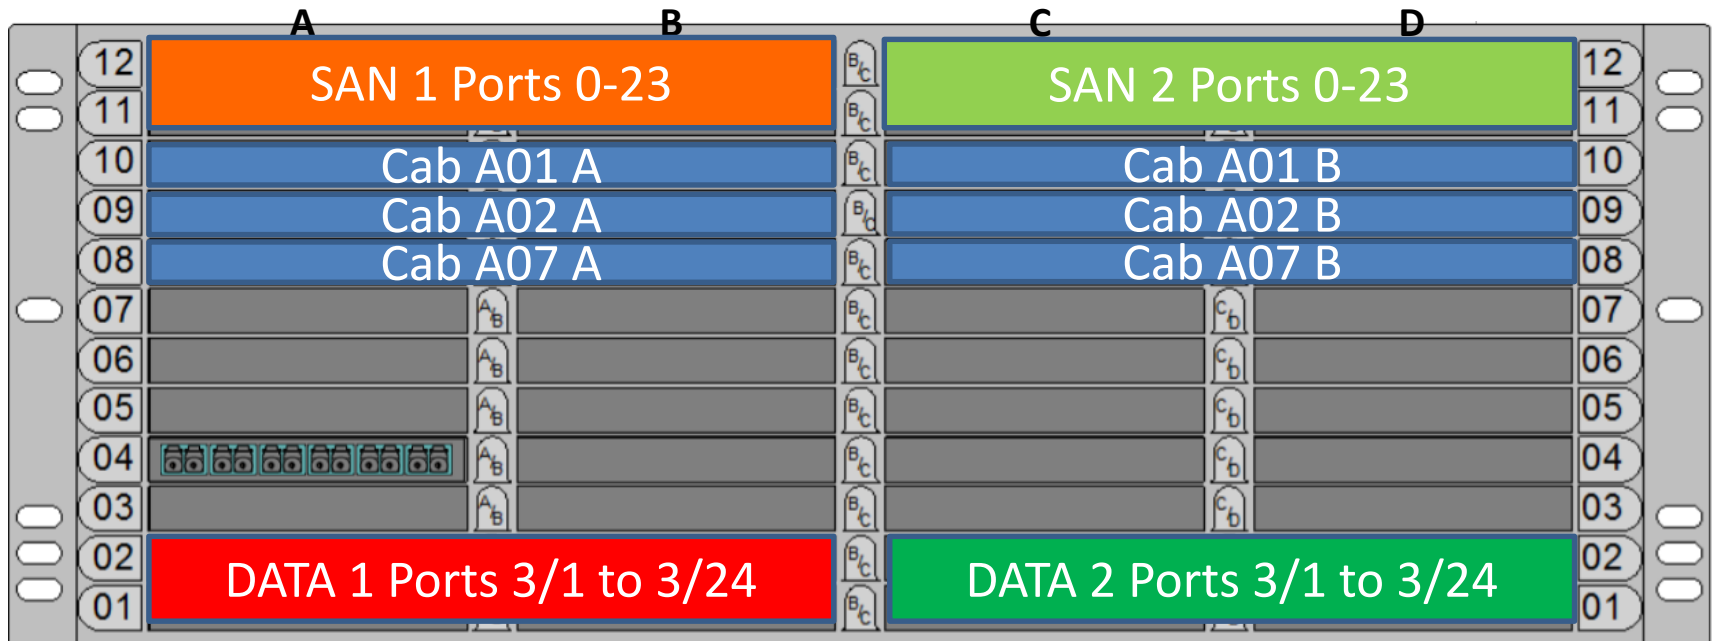 A B C D
12 SAN 1 Ports 0-23 B/C SAN 2 Ports 0-23 12
11 B/C 11
10 Cab A01 A B/C Cab A01 B 10
09 Cab A02 A B/C Cab A02 B 09
08 Cab A07 A B/C Cab A07 B 08
07 A/B B/C C/D 07
06 A/B B/C C/D 06
05 A/B B/C C/D 05
04 A/B B/C C/D 04
03 A/B B/C C/D 03
02 DATA 1 Ports 3/1 to 3/24 B/C DATA 2 Ports 3/1 to 3/24 02
01 B/C 01